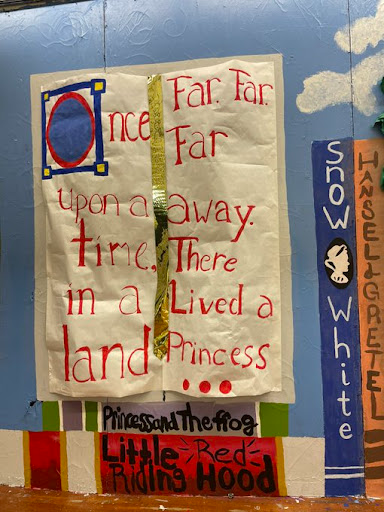 Once
upon a
time,
in a
land
Far. Far.
Far
away.
There
Lived a
Princess
...
Princess and The frog
Little Red
Riding Hood
Snow White
HANSEL & GRETEL